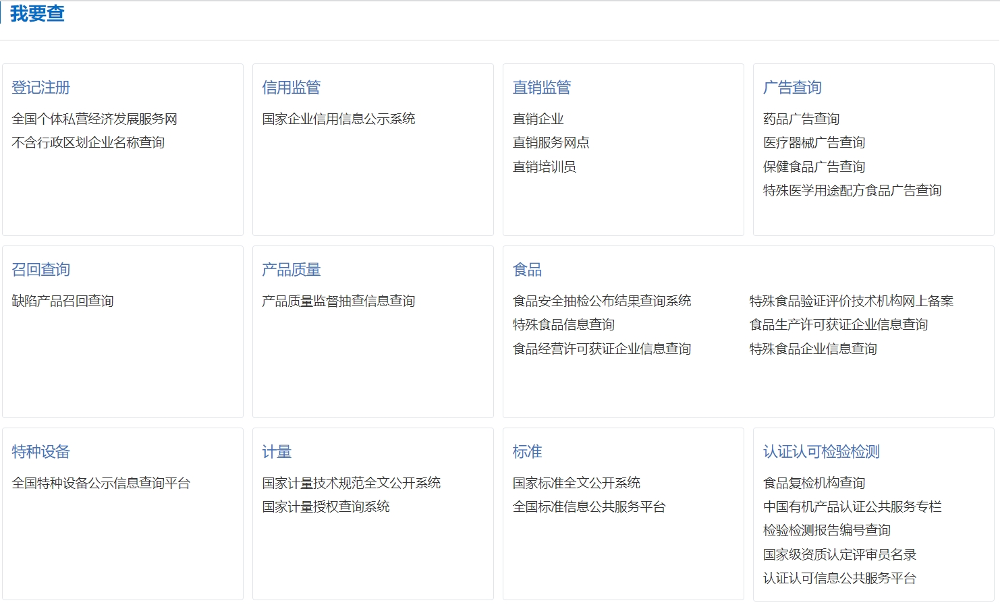 我要查
登记注册
全国个体私营经济发展服务网
不含行政区划企业名称查询
信用监管
国家企业信用信息公示系统
直销监管
直销企业
直销服务网点
直销培训员
广告查询
药品广告查询
医疗器械广告查询
保健食品广告查询
特殊医学用途配方食品广告查询
召回查询
缺陷产品召回查询
产品质量
产品质量监督抽查信息查询
食品
食品安全抽检公布结果查询系统
特殊食品验证评价技术机构网上备案
特殊食品信息查询
食品生产许可获证企业信息查询
食品经营许可获证企业信息查询
特殊食品企业信息查询
特种设备
全国特种设备公示信息查询平台
计量
国家计量技术规范全文公开系统
国家计量授权查询系统
标准
国家标准全文公开系统
全国标准信息公共服务平台
认证认可检验检测
食品复检机构查询
中国有机产品认证公共服务专栏
检验检测报告编号查询
国家级资质认定评审员名录
认证认可信息公共服务平台